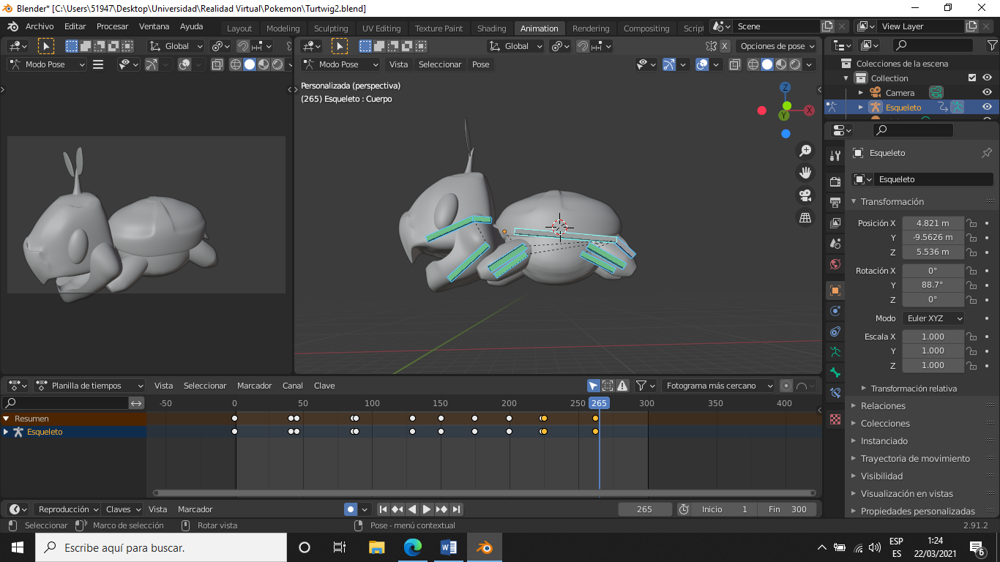 Blender* [C:\Users\51947\Desktop\Universidad\Realidad Virtual\Pokemon\Turtwig2.blend]
Archivo Editar Procesar Ventana Ayuda Layout Modeling Sculpting UV Editing Texture Paint Shading Animation Rendering Compositing Script Scene View Layer
Global Global X Opciones de pose
Modo Pose Modo Pose Vista Seleccionar Pose
Colecciones de la escena
Collection
Camera
Esqueleto
Personalizada (perspectiva)
(265) Esqueleto : Cuerpo
Z
X
Y
Esqueleto
Esqueleto
Transformación
Posición X 4.821 m
Y -9.5626 m
Z 5.536 m
Rotación X 0°
Y 88.7°
Z 0°
Modo Euler XYZ
Escala X 1.000
Y 1.000
Z 1.000
Transformación relativa
Relaciones
Colecciones
Instanciado
Trayectoria de movimiento
Visibilidad
Visualización en vistas
Propiedades personalizadas
Planilla de tiempos Vista Seleccionar Marcador Canal Clave Fotograma más cercano
-50 0 50 100 150 200 250 265 300 350 400
Resumen
Esqueleto
Reproducción Claves Vista Marcador 265 Inicio 1 Fin 300
Seleccionar Marco de selección Rotar vista Pose - menú contextual 2.91.2
Escribe aquí para buscar.
W
ESP
ES
1:24
22/03/2021
6